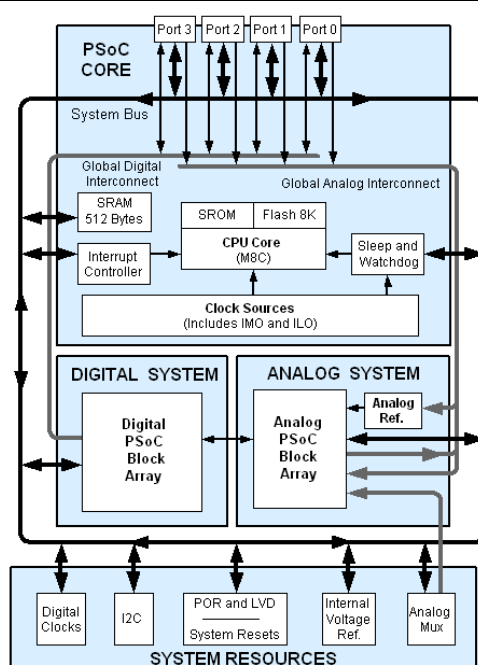 Port 3 Port 2 Port 1 Port 0
PSoC
CORE
System Bus
Global Digital
Interconnect
Global Analog Interconnect
SRAM
512 Bytes
SROM Flash 8K
CPU Core
(M8C)
Interrupt
Controller
Sleep and
Watchdog
Clock Sources
(Includes IMO and ILO)
DIGITAL SYSTEM
ANALOG SYSTEM
Digital
PSoC
Block
Array
Analog
PSoC
Block
Array
Analog
Ref.
Digital
Clocks
I2C
POR and LVD
System Resets
Internal
Voltage
Ref.
Analog
Mux
SYSTEM RESOURCES